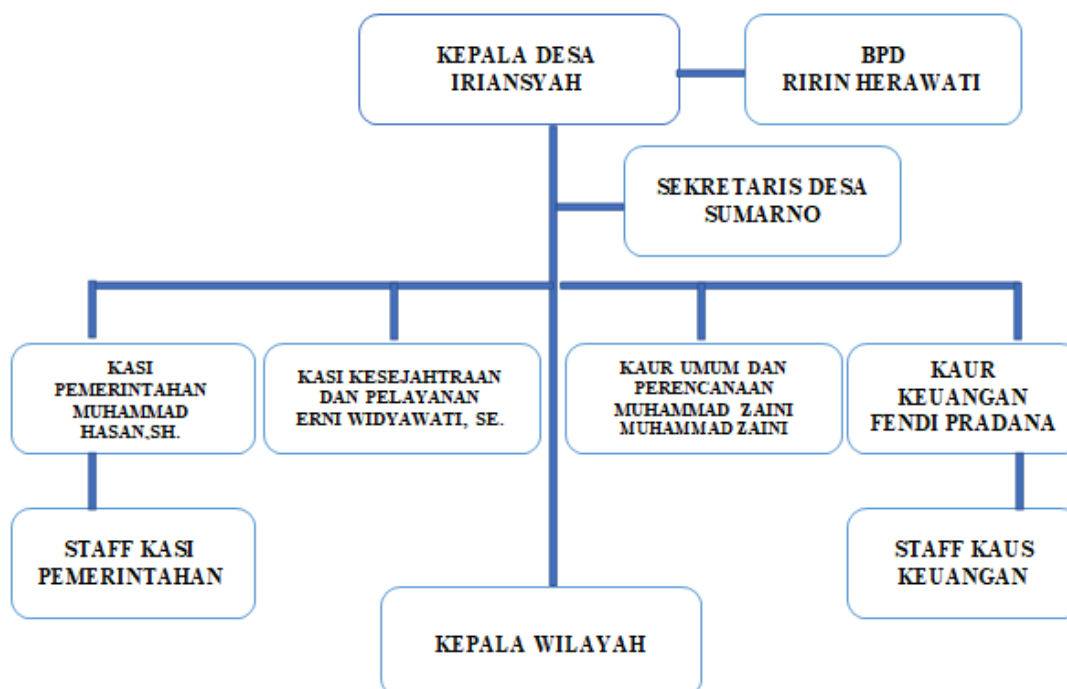 KEPALA DESA
IRIANSYAH
BPD
RIRIN HERAWATI
SEKRETARIS DESA
SUMARNO
KASI
PEMERINTAHAN
MUHAMMAD
HASAN,SH.
KASI KESEJAHTRAAN
DAN PELAYANAN
ERNI WIDYAWATI, SE.
KAUR UMUM DAN
PERENCANAAN
MUHAMMAD ZAINI
MUHAMMAD ZAINI
KAUR
KEUANGAN
FENDI PRADANA
STAFF KASI
PEMERINTAHAN
STAFF KAUS
KEUANGAN
KEPALA WILAYAH